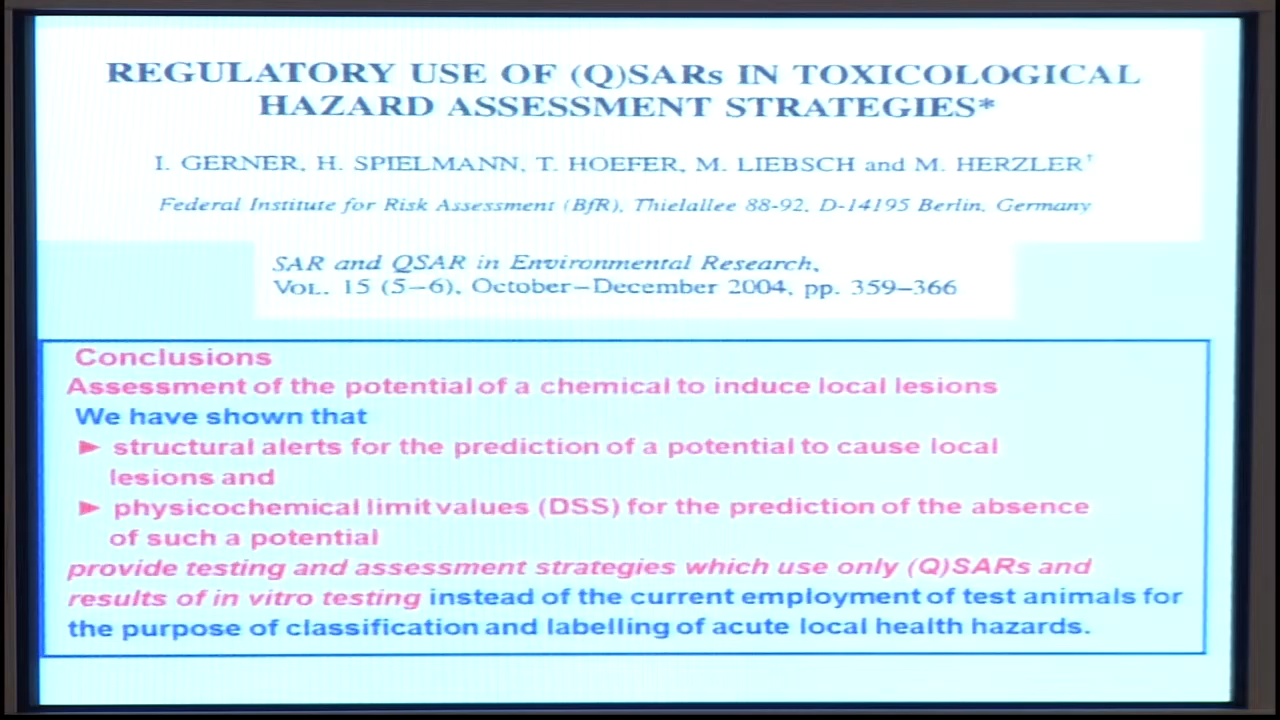 REGULATORY USE OF (Q)SARs IN TOXICOLOGICAL
HAZARD ASSESSMENT STRATEGIES*
I. GERNER, H. SPIELMANN, T. HOEFER, M. LIEBSCH and M. HERZLER†
Federal Institute for Risk Assessment (BfR), Thielallee 88-92, D-14195 Berlin, Germany
SAR and QSAR in Environmental Research,
VOL. 15 (5–6), October–December 2004, pp. 359–366
Conclusions
Assessment of the potential of a chemical to induce local lesions
We have shown that
► structural alerts for the prediction of a potential to cause local
lesions and
► physicochemical limit values (DSS) for the prediction of the absence
of such a potential
provide testing and assessment strategies which use only (Q)SARs and
results of in vitro testing instead of the current employment of test animals for
the purpose of classification and labelling of acute local health hazards.